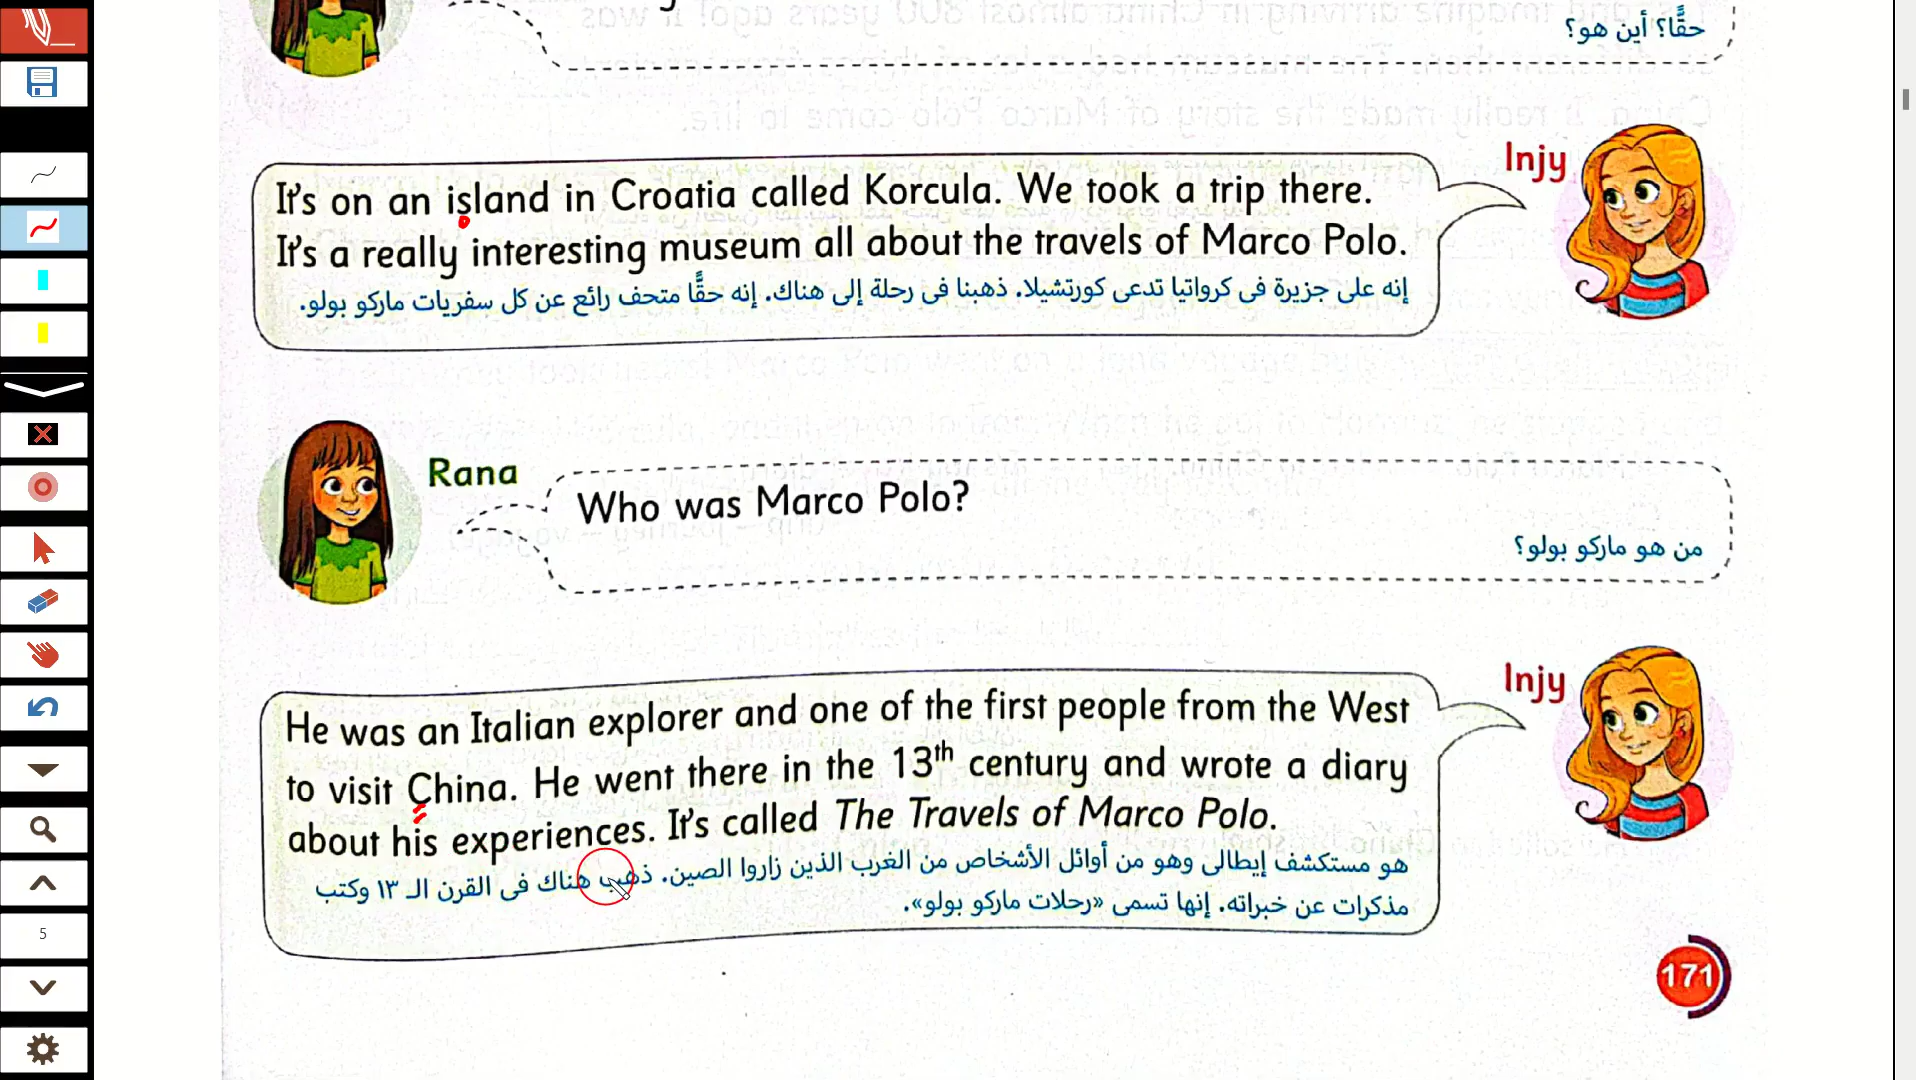 حقًّا؟ أين هو؟
Injy
It's on an island in Croatia called Korcula. We took a trip there.
It's a really interesting museum all about the travels of Marco Polo.
إنه على جزيرة فى كرواتيا تدعى كورتشيلا. ذهبنا فى رحلة إلى هناك. إنه حقًّا متحف رائع عن كل سفريات ماركو بولو.
Rana
Who was Marco Polo?
من هو ماركو بولو؟
Injy
He was an Italian explorer and one of the first people from the West
to visit China. He went there in the 13th century and wrote a diary
about his experiences. It's called The Travels of Marco Polo.
هو مستكشف إيطالى وهو من أوائل الأشخاص من الغرب الذين زاروا الصين. ذهب هناك فى القرن الـ ١٣ وكتب
مذكرات عن خبراته. إنها تسمى «رحلات ماركو بولو».
171
5